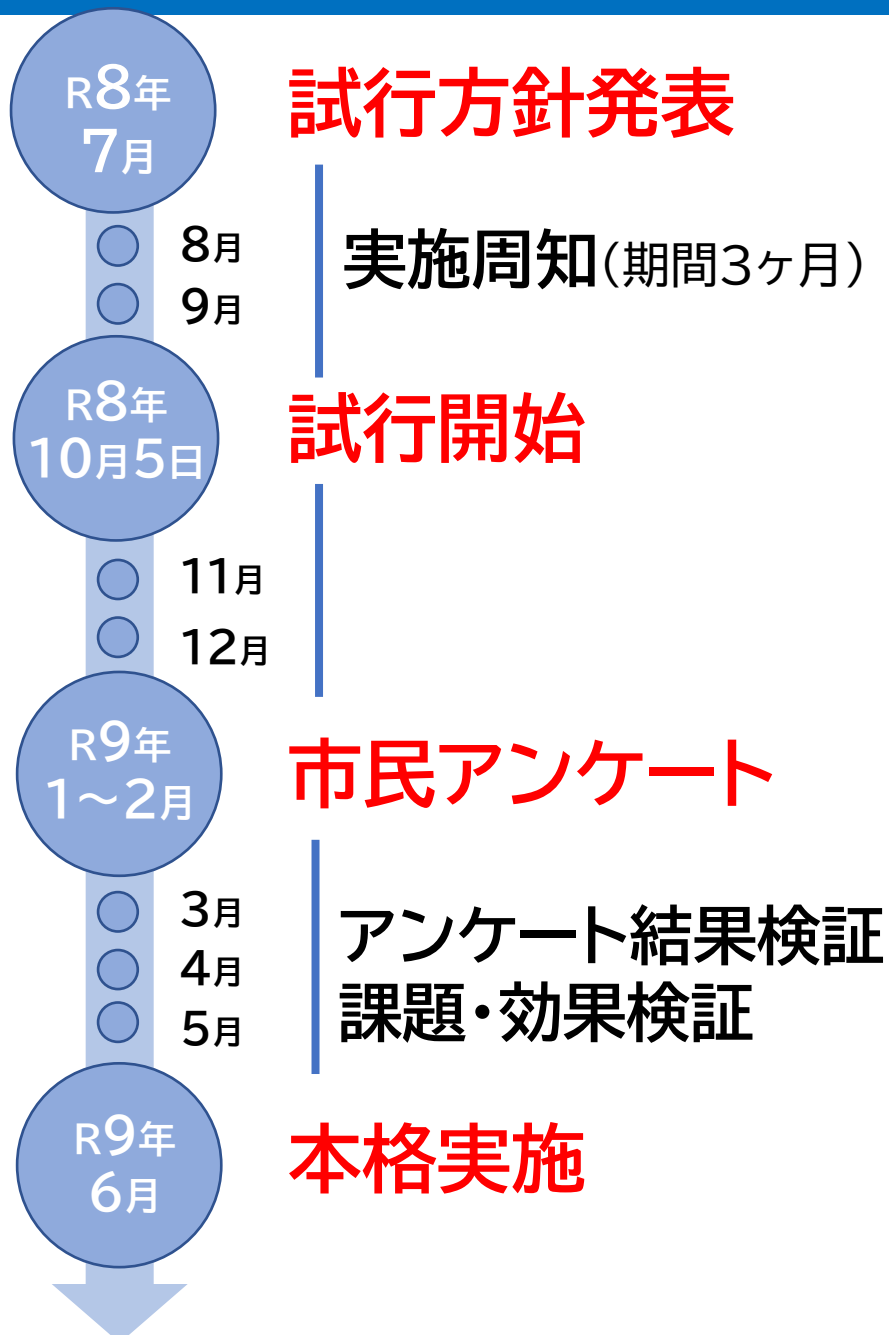 R8年
7月
試行方針発表
8月
9月
実施周知(期間3ヶ月)
R8年
10月5日
試行開始
11月
12月
R9年
1～2月
市民アンケート
3月
4月
5月
アンケート結果検証
課題・効果検証
R9年
6月
本格実施